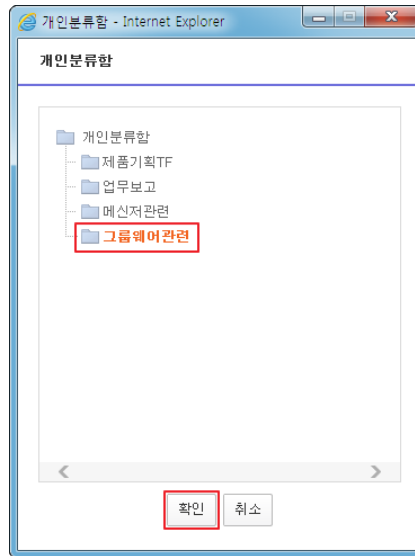 개인분류함 - Internet Explorer
개인분류함
개인분류함
제품기획TF
업무보고
메신저관련
그룹웨어관련
확인 취소